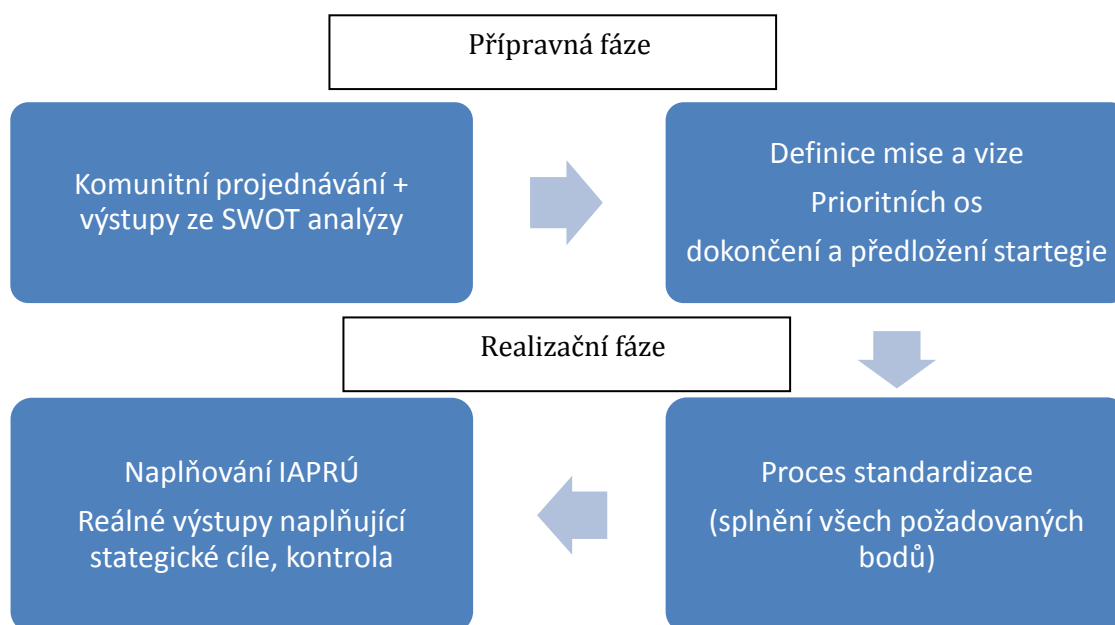 Přípravná fáze
Komunitní projednávání +
výstupy ze SWOT analýzy
Definice mise a vize
Prioritních os
dokončení a předložení startegie
Realizační fáze
Proces standardizace
(splnění všech požadovaných
bodů)
Naplňování IAPRÚ
Reálné výstupy naplňující
stategické cíle, kontrola